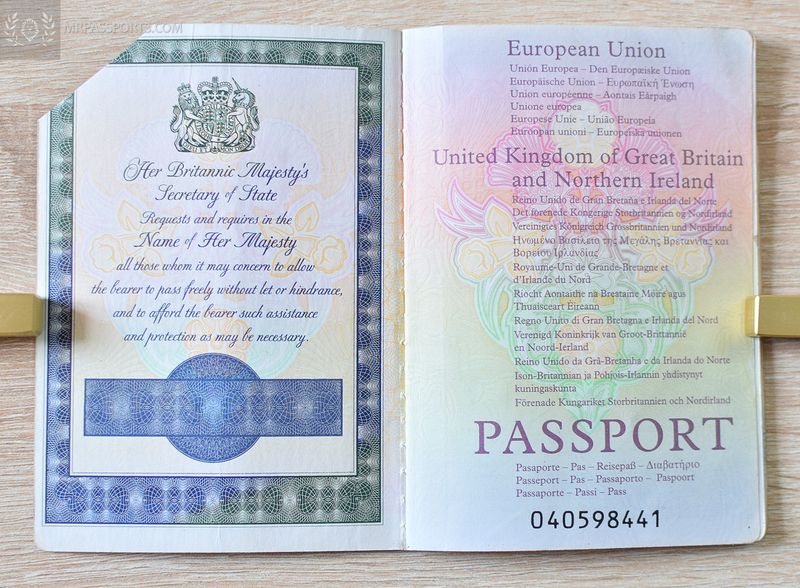 MRPASSPORTS.COM
Her Britannic Majesty's
Secretary of State
Requests and requires in the
Name of Her Majesty
all those whom it may concern to allow
the bearer to pass freely without let or hindrance,
and to afford the bearer such assistance
and protection as may be necessary.
European Union
Unión Europea – Den Europæiske Union
Europäische Union – Ευρωπαϊκή Ένωση
Union européenne – Aontais Eárpaigh
Unione europea
Europese Unie – União Europeia
Euroopan unioni – Europeiska unionen
United Kingdom of Great Britain
and Northern Ireland
Reino Unido de Gran Bretaña e Irlanda del Norte
Det forenede Kongerige Storbritannien og Nordirland
Vereinigtes Königreich Grossbritannien und Nordirland
Ηνωμένο Βασίλειο της Μεγάλης Βρεταννίας και
Βορείου Ιρλανδίας
Royaume-Uni de Grande-Bretagne et
d'Irlande du Nord
Ríocht Aontaithe na Breataine Móire agus
Thuaisceart Éireann
Regno Unito di Gran Bretagna e Irlanda del Nord
Verenigd Koninkrijk van Groot-Brittannië
en Noord-Ierland
Reino Unido da Grã-Bretanha e da Irlanda do Norte
Ison-Britannian ja Pohjois-Irlannin yhdistynyt
kuningaskunta
Förenade Kungariket Storbritannien och Nordirland
PASSPORT
Pasaporte – Pas – Reisepaß – Διαβατήριο
Passeport – Pas – Passaporto – Paspoort
Passaporte – Passi – Pass
040598441